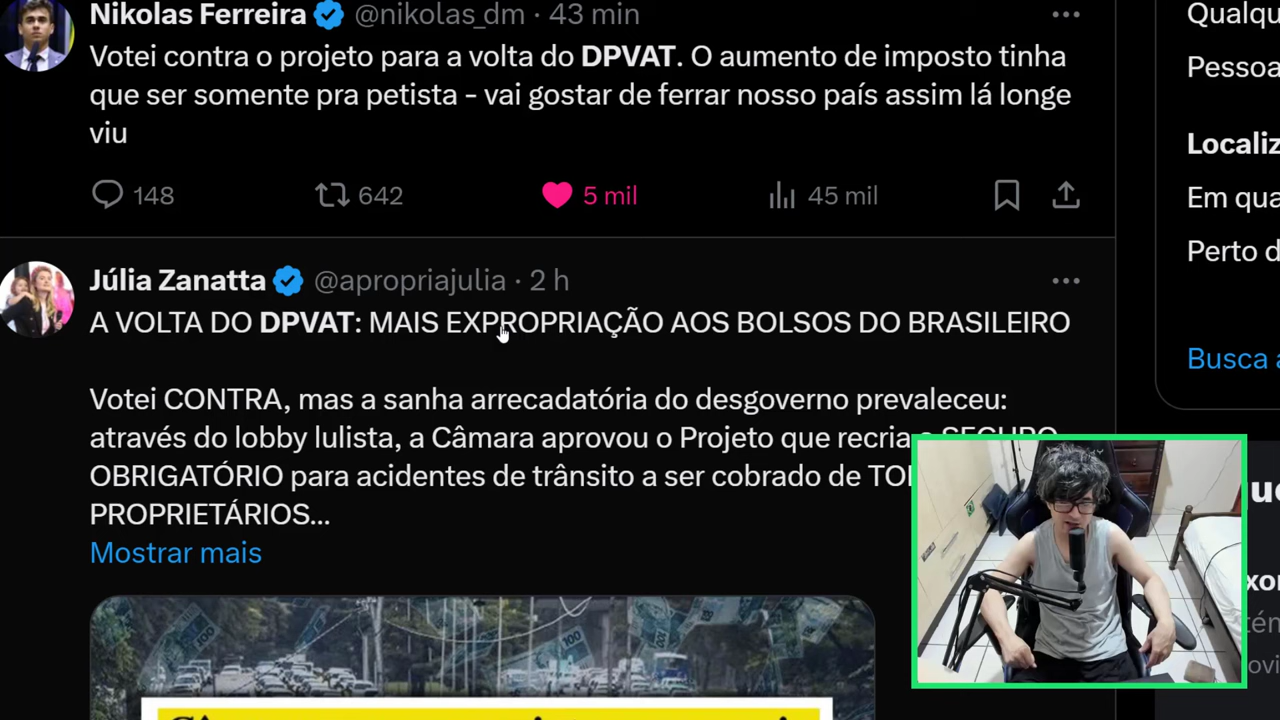 Nikolas Ferreira @nikolas_dm · 43 min
Votei contra o projeto para a volta do DPVAT. O aumento de imposto tinha
que ser somente pra petista - vai gostar de ferrar nosso país assim lá longe
viu
148 642 5 mil 45 mil
Júlia Zanatta @apropriajulia · 2 h
A VOLTA DO DPVAT: MAIS EXPROPRIAÇÃO AOS BOLSOS DO BRASILEIRO
Votei CONTRA, mas a sanha arrecadatória do desgoverno prevaleceu:
através do lobby lulista, a Câmara aprovou o Projeto que recria
OBRIGATÓRIO para acidentes de trânsito a ser cobrado de
PROPRIETÁRIOS...
Mostrar mais
100
Pessoa
Em qua
Perto d
Busca